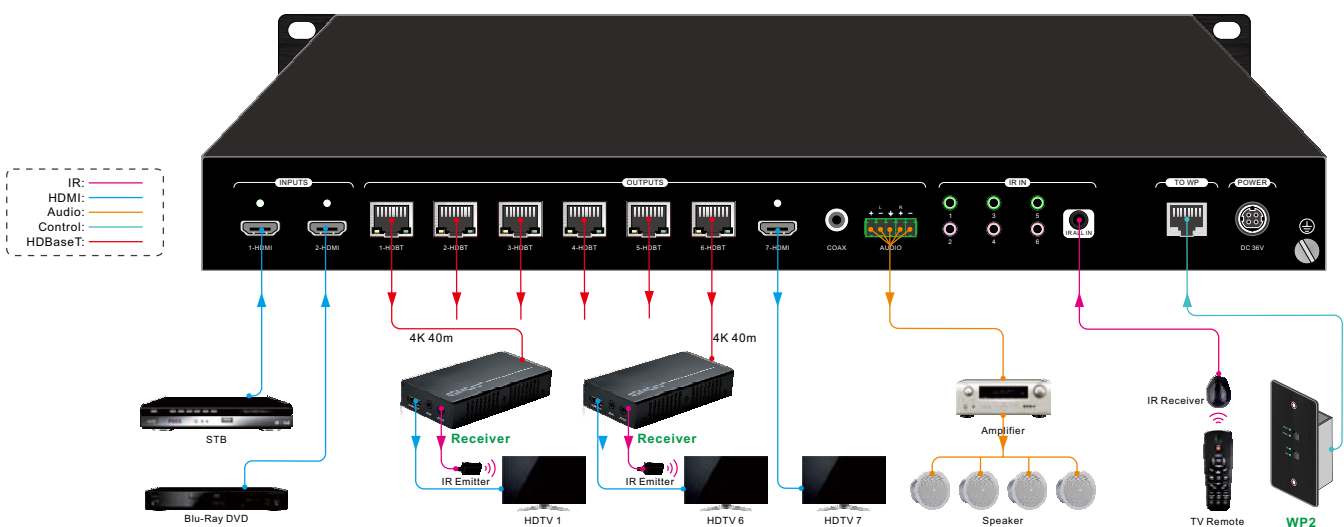 INPUTS
OUTPUTS
IR IN
TO WP
POWER
IR:
HDMI:
Audio:
Control:
HDBaseT:
1-HDMI
2-HDMI
1-HDBT
2-HDBT
3-HDBT
4-HDBT
5-HDBT
6-HDBT
7-HDMI
COAX
L R
+ − + −
AUDIO
1 3 5
2 4 6
IR ALL IN
DC 36V
4K 40m
4K 40m
STB
Blu-Ray DVD
Receiver
IR Emitter
HDTV 1
Receiver
IR Emitter
HDTV 6
HDTV 7
Amplifier
Speaker
IR Receiver
TV Remote
WP2